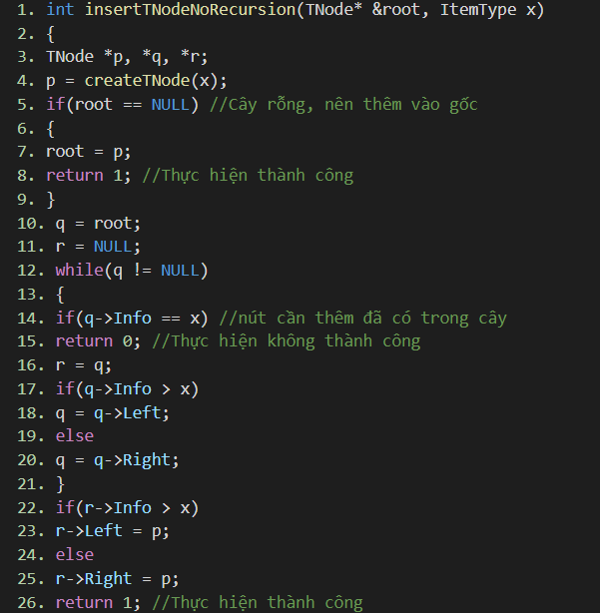 1. int insertTNodeNoRecursion(TNode* &root, ItemType x)
2. {
3. TNode *p, *q, *r;
4. p = createTNode(x);
5. if(root == NULL) //Cây rỗng, nên thêm vào gốc
6. {
7. root = p;
8. return 1; //Thực hiện thành công
9. }
10. q = root;
11. r = NULL;
12. while(q != NULL)
13. {
14. if(q->Info == x) //nút cần thêm đã có trong cây
15. return 0; //Thực hiện không thành công
16. r = q;
17. if(q->Info > x)
18. q = q->Left;
19. else
20. q = q->Right;
21. }
22. if(r->Info > x)
23. r->Left = p;
24. else
25. r->Right = p;
26. return 1; //Thực hiện thành công